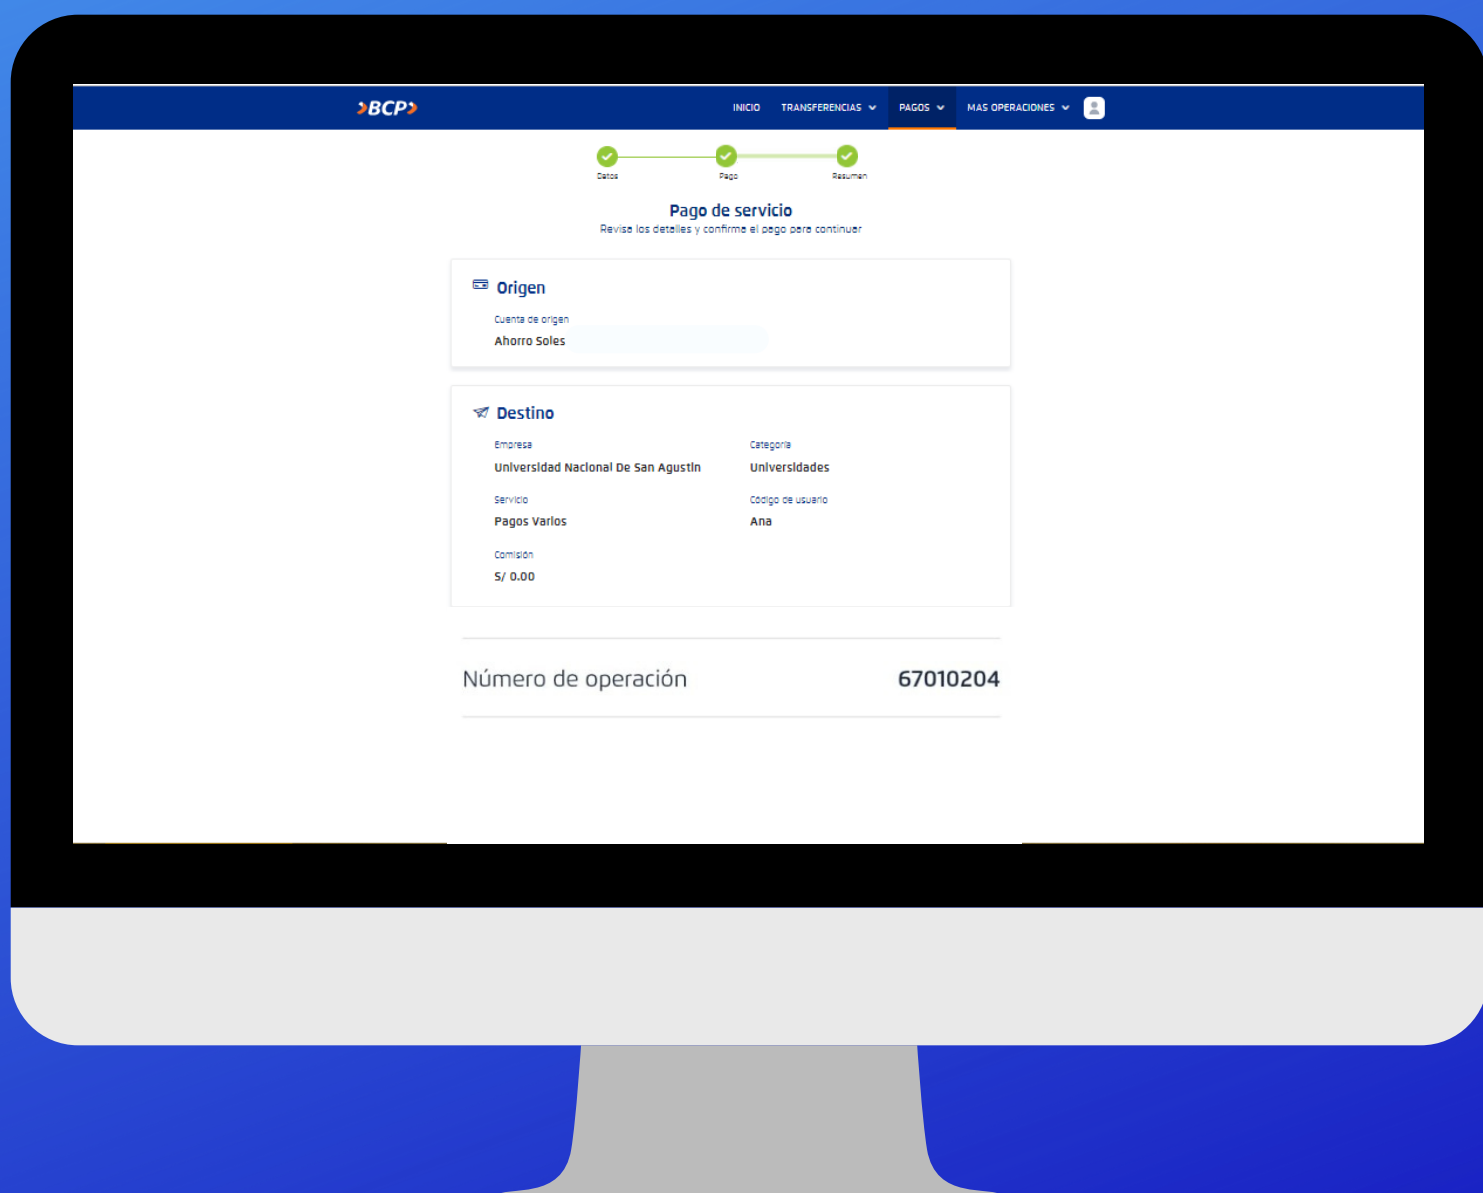 BCP
INICIO TRANSFERENCIAS PAGOS MAS OPERACIONES
Datos Pago Resumen
Pago de servicio
Revisa los detalles y confirma el pago para continuar
Origen
Cuenta de origen
Ahorro Soles
Destino
Empresa Categoría
Universidad Nacional De San Agustin Universidades
Servicio Código de usuario
Pagos Varios Ana
Comisión
S/ 0.00
Número de operación 67010204